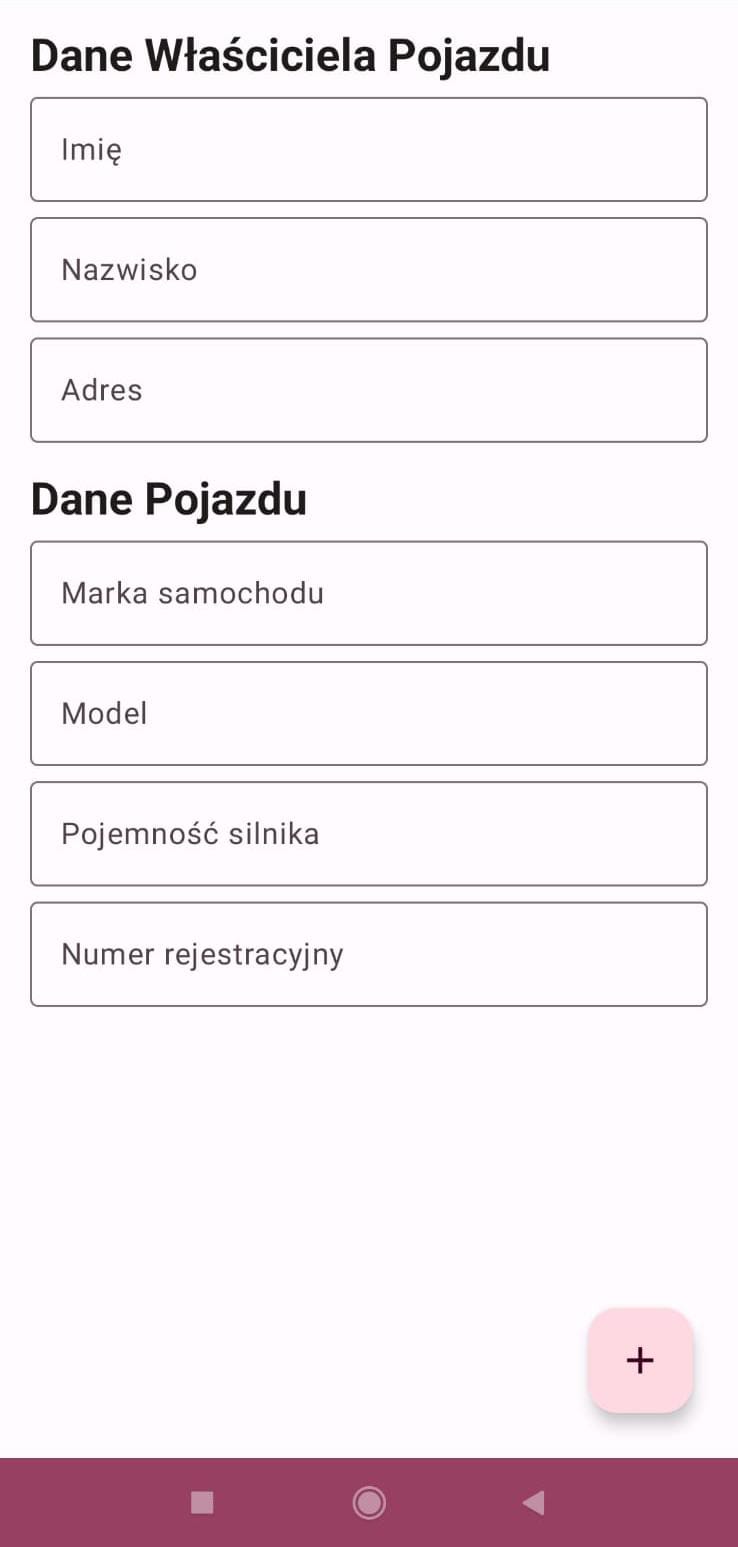 Dane Właściciela Pojazdu
Imię
Nazwisko
Adres
Dane Pojazdu
Marka samochodu
Model
Pojemność silnika
Numer rejestracyjny
+